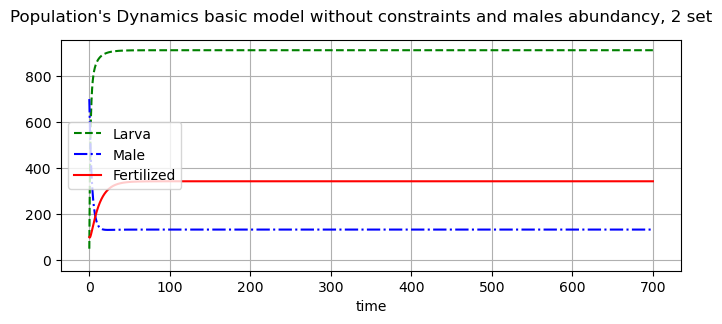 Population's Dynamics basic model without constraints and males abundancy, 2 set
800
600
400
200
0
Larva
Male
Fertilized
0 100 200 300 400 500 600 700
time